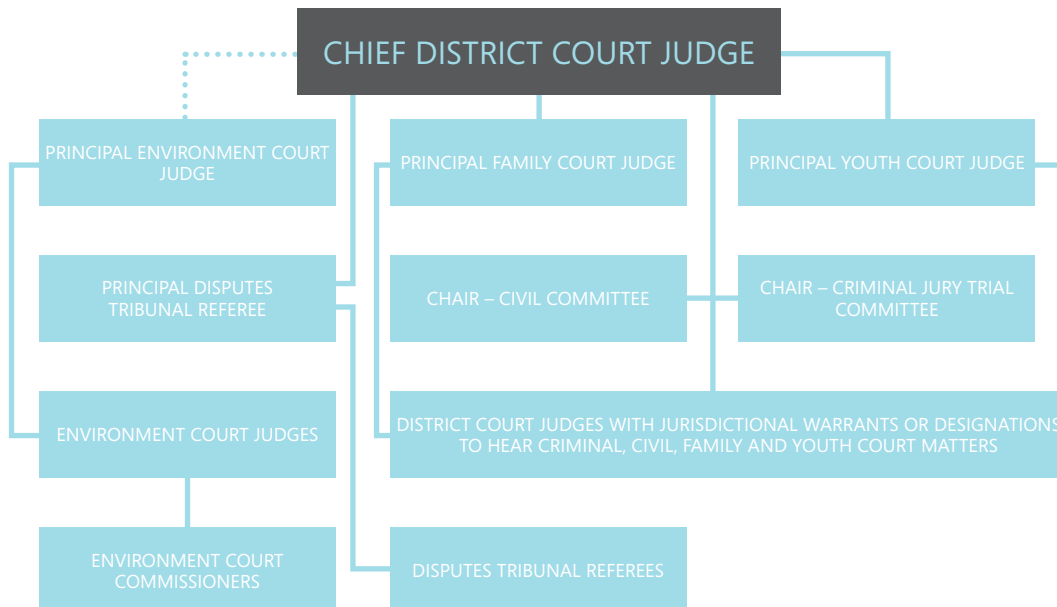 CHIEF DISTRICT COURT JUDGE
PRINCIPAL ENVIRONMENT COURT
JUDGE
PRINCIPAL FAMILY COURT JUDGE
PRINCIPAL YOUTH COURT JUDGE
PRINCIPAL DISPUTES
TRIBUNAL REFEREE
CHAIR – CIVIL COMMITTEE
CHAIR – CRIMINAL JURY TRIAL
COMMITTEE
ENVIRONMENT COURT JUDGES
DISTRICT COURT JUDGES WITH JURISDICTIONAL WARRANTS OR DESIGNATIONS
TO HEAR CRIMINAL, CIVIL, FAMILY AND YOUTH COURT MATTERS
ENVIRONMENT COURT
COMMISSIONERS
DISPUTES TRIBUNAL REFEREES